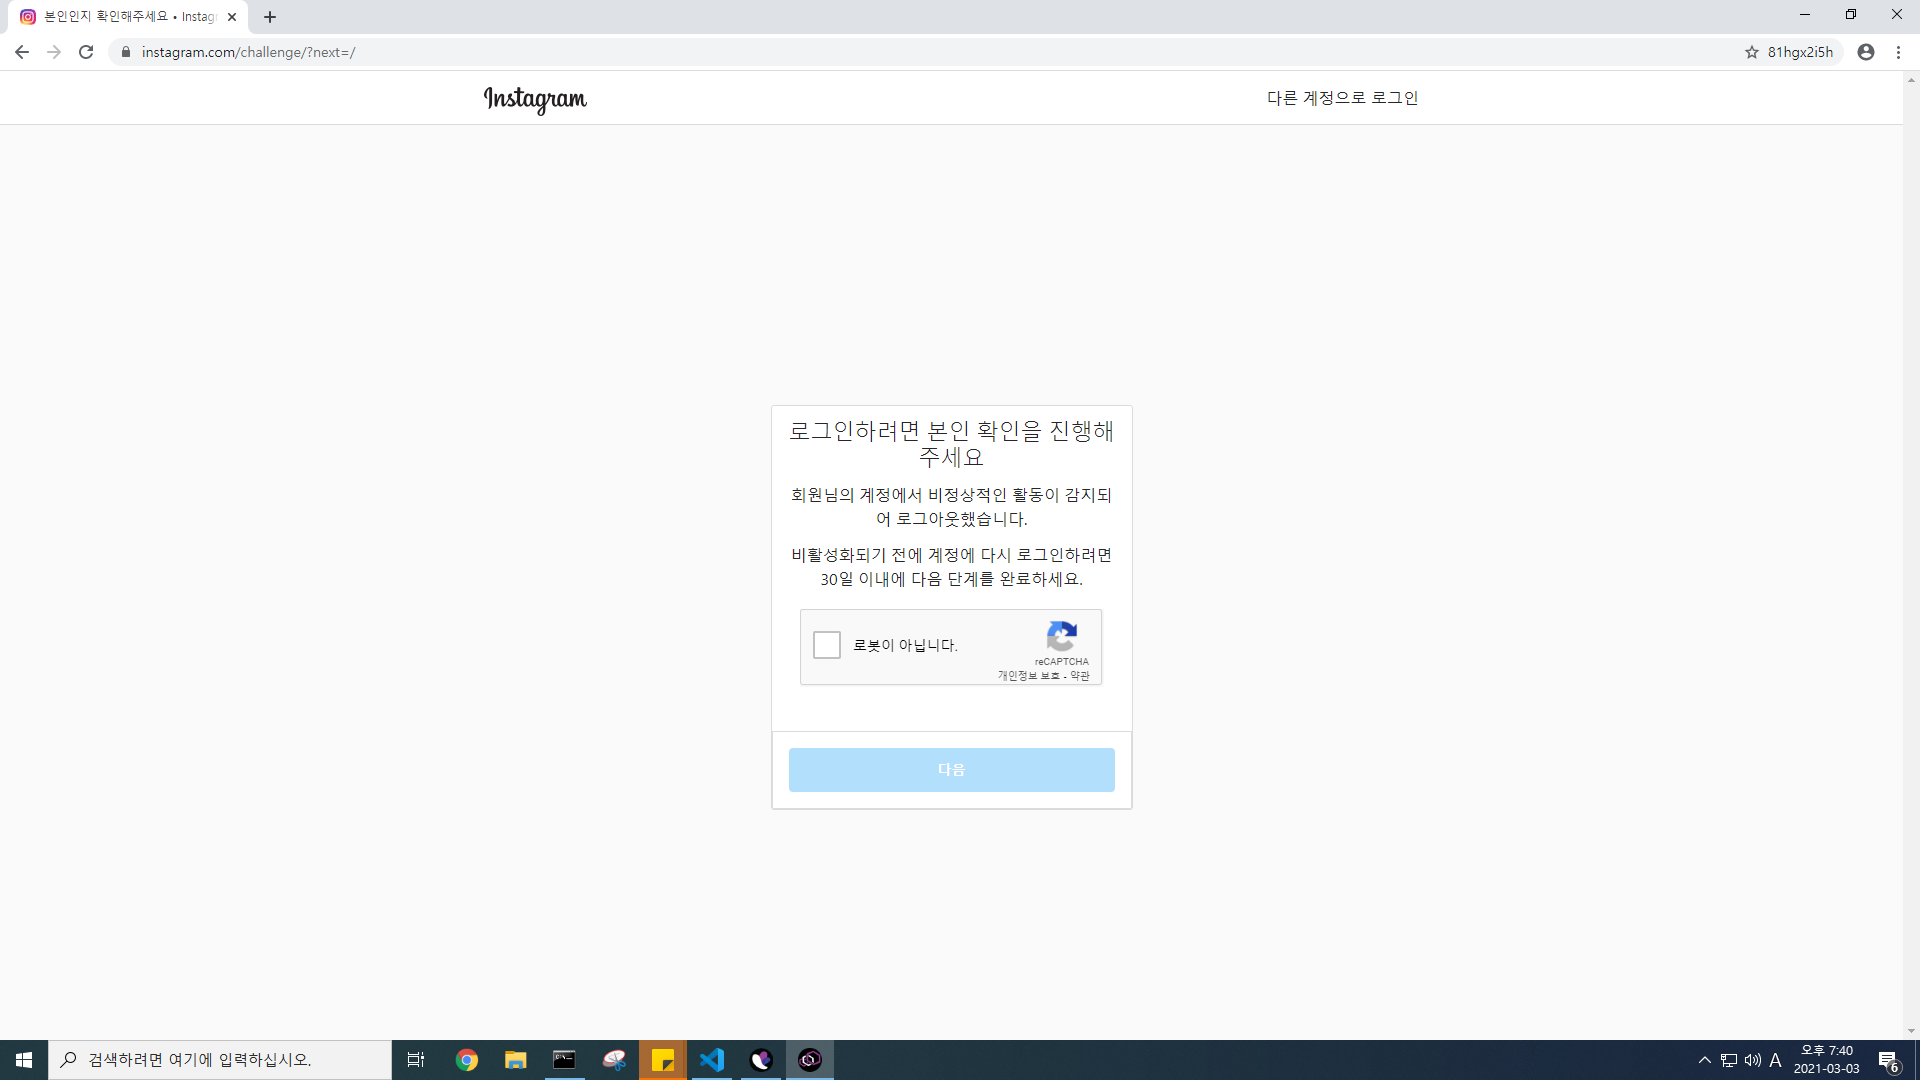 본인인지 확인해주세요 • Instagr
instagram.com/challenge/?next=/
81hgx2i5h
Instagram
다른 계정으로 로그인
로그인하려면 본인 확인을 진행해
주세요
회원님의 계정에서 비정상적인 활동이 감지되
어 로그아웃했습니다.
비활성화되기 전에 계정에 다시 로그인하려면
30일 이내에 다음 단계를 완료하세요.
로봇이 아닙니다.
reCAPTCHA
개인정보 보호 - 약관
다음
검색하려면 여기에 입력하십시오.
A
오후 7:40
2021-03-03
6